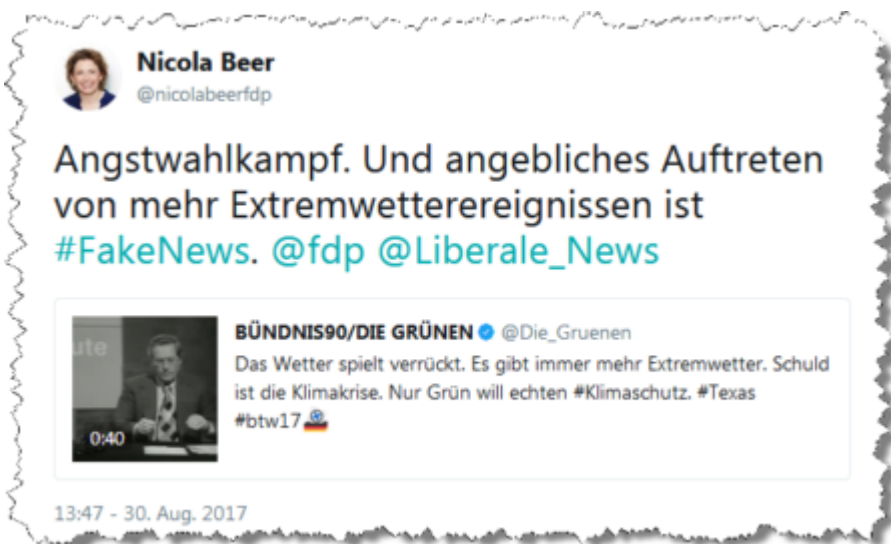 Nicola Beer
@nicolabeerfdp
Angstwahlkampf. Und angebliches Auftreten
von mehr Extremwetterereignissen ist
#FakeNews. @fdp @Liberale_News
ute
BÜNDNIS90/DIE GRÜNEN @Die_Gruenen
Das Wetter spielt verrückt. Es gibt immer mehr Extremwetter. Schuld
ist die Klimakrise. Nur Grün will echten #Klimaschutz. #Texas
#btw17
0:40
13:47 - 30. Aug. 2017